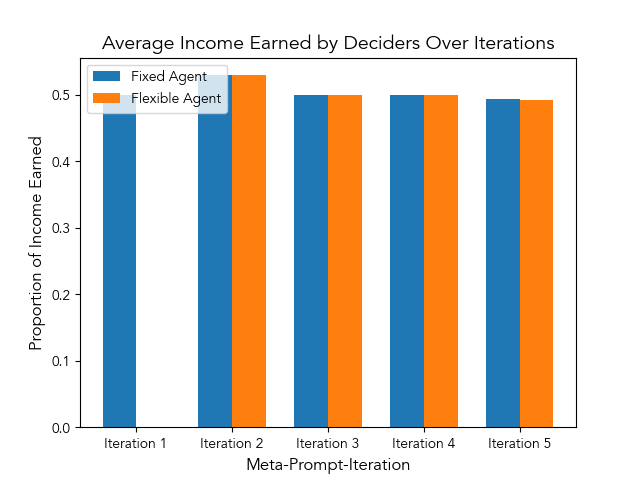 Average Income Earned by Deciders Over Iterations
Fixed Agent
Flexible Agent
Proportion of Income Earned
0.5
0.4
0.3
0.2
0.1
0.0
Iteration 1 Iteration 2 Iteration 3 Iteration 4 Iteration 5
Meta-Prompt-Iteration